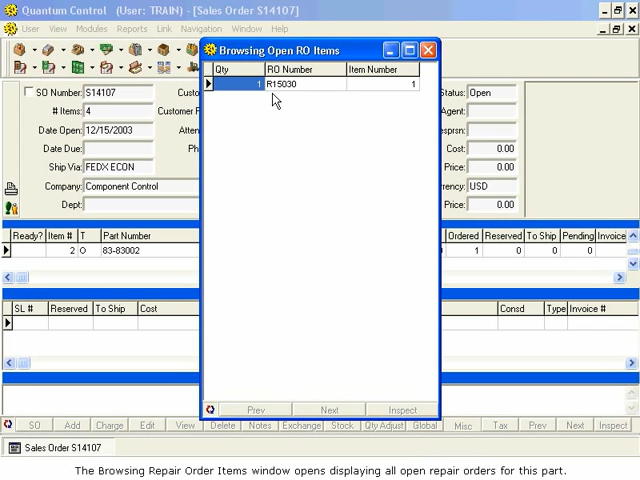 Quantum Control (User: TRAIN) - [Sales Order S14107]
User View Modules Reports Navigation Window Help
SO Number: S14107
# Items: 4
Date Open: 12/15/2003
Date Due:
Ship Via: FEDX ECON
Company: Component Control
Dept:
Custo
Customer F
Atten
Ph
Browsing Open RO Items
Qty RO Number Item Number
1 R15030 1
Prev Next Inspect
Status: Open
Agent:
esprsn:
Cost: 0.00
Price: 0.00
rency: USD
Price: 0.00
Ready? Item # T Part Number Ordered Reserved To Ship Pending Invoice
2 O 83-83002 1 0 0 0
SL # Reserved To Ship Cost Consd Type Invoice #
SO Add Charge Edit View Delete Notes Exchange Stock Qty Adjust Global Misc Tax Prev Next Inspect
Sales Order S14107
The Browsing Repair Order Items window opens displaying all open repair orders for this part.